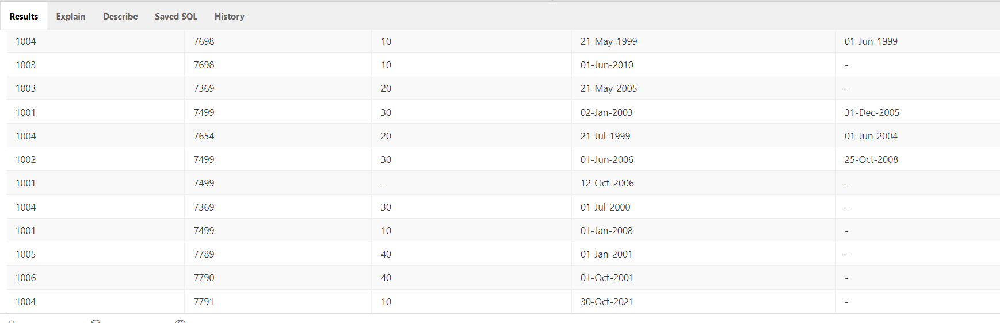 Results Explain Describe Saved SQL History
1004 7698 10 21-May-1999 01-Jun-1999
1003 7698 10 01-Jun-2010 -
1003 7369 20 21-May-2005 -
1001 7499 30 02-Jan-2003 31-Dec-2005
1004 7654 20 21-Jul-1999 01-Jun-2004
1002 7499 30 01-Jun-2006 25-Oct-2008
1001 7499 - 12-Oct-2006 -
1004 7369 30 01-Jul-2000 -
1001 7499 10 01-Jan-2008 -
1005 7789 40 01-Jan-2001 -
1006 7790 40 01-Oct-2001 -
1004 7791 10 30-Oct-2021 -